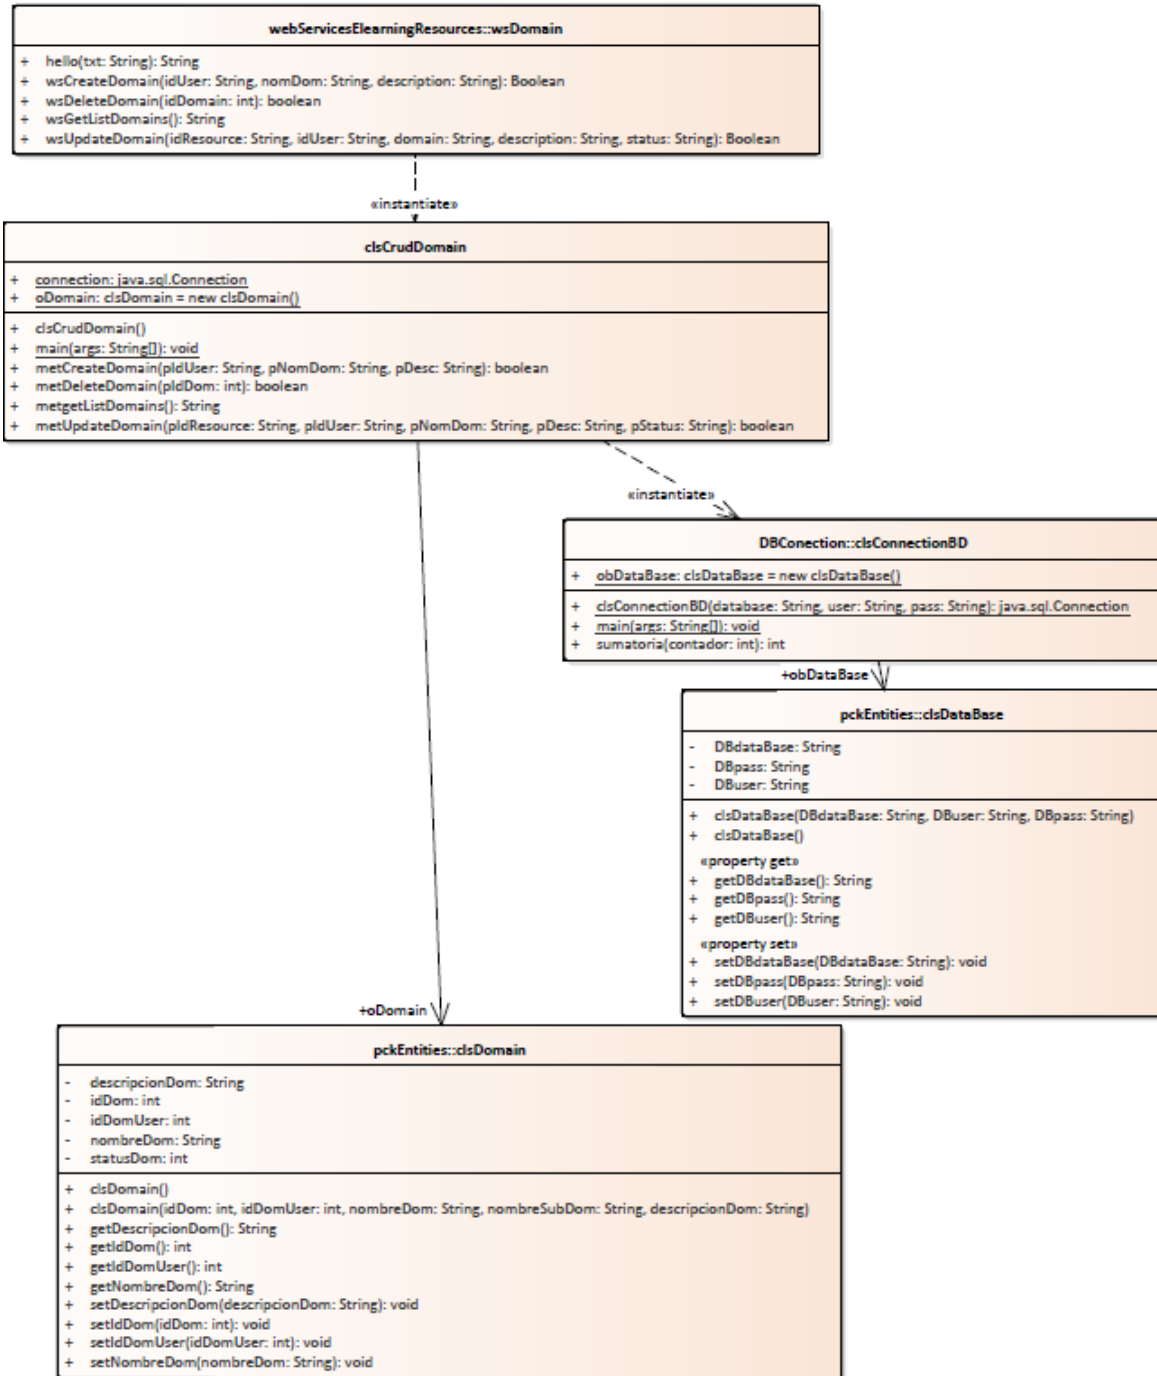 webServicesElearningResources::wsDomain
+ hello(txt: String): String
+ wsCreateDomain(idUser: String, nomDom: String, description: String): Boolean
+ wsDeleteDomain(idDomain: int): boolean
+ wsGetListDomains(): String
+ wsUpdateDomain(idResource: String, idUser: String, domain: String, description: String, status: String): Boolean
«instantiate»
clsCrudDomain
+ connection: java.sql.Connection
+ oDomain: clsDomain = new clsDomain()
+ clsCrudDomain()
+ main(args: String[]): void
+ metCreateDomain(pIdUser: String, pNomDom: String, pDesc: String): boolean
+ metDeleteDomain(pIdDom: int): boolean
+ metgetListDomains(): String
+ metUpdateDomain(pIdResource: String, pIdUser: String, pNomDom: String, pDesc: String, pStatus: String): boolean
«instantiate»
DBConection::clsConnectionBD
+ obDataBase: clsDataBase = new clsDataBase()
+ clsConnectionBD(database: String, user: String, pass: String): java.sql.Connection
+ main(args: String[]): void
+ sumatoria(contador: int): int
+obDataBase
pckEntities::clsDataBase
- DBdataBase: String
- DBpass: String
- DBuser: String
+ clsDataBase(DBdataBase: String, DBuser: String, DBpass: String)
+ clsDataBase()
«property get»
+ getDBdataBase(): String
+ getDBpass(): String
+ getDBuser(): String
«property set»
+ setDBdataBase(DBdataBase: String): void
+ setDBpass(DBpass: String): void
+ setDBuser(DBuser: String): void
+oDomain
pckEntities::clsDomain
- descripcionDom: String
- idDom: int
- idDomUser: int
- nombreDom: String
- statusDom: int
+ clsDomain()
+ clsDomain(idDom: int, idDomUser: int, nombreDom: String, nombreSubDom: String, descripcionDom: String)
+ getDescripcionDom(): String
+ getIdDom(): int
+ getIdDomUser(): int
+ getNombreDom(): String
+ setDescripcionDom(descripcionDom: String): void
+ setIdDom(idDom: int): void
+ setIdDomUser(idDomUser: int): void
+ setNombreDom(nombreDom: String): void